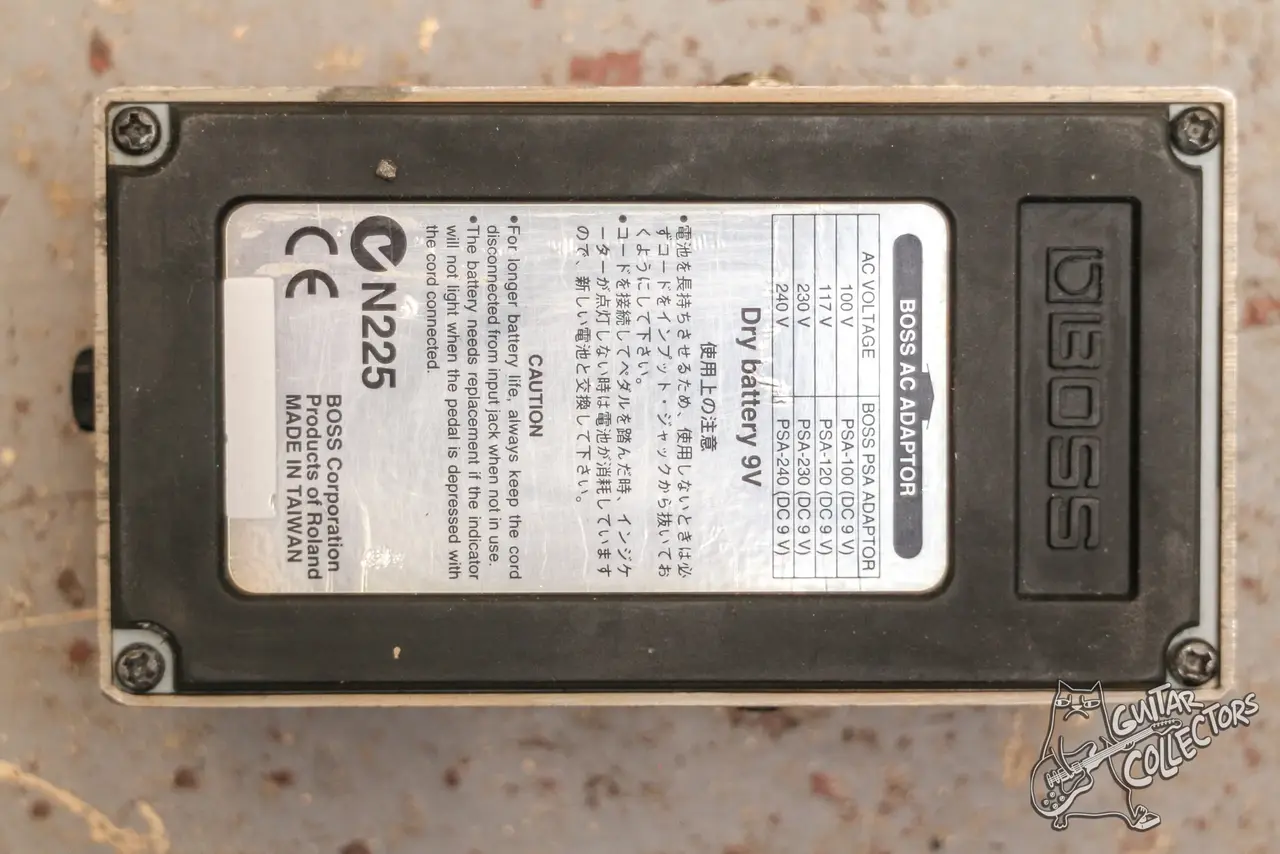 BOSS
BOSS AC ADAPTOR
AC VOLTAGE BOSS PSA ADAPTOR
100 V PSA-100 (DC 9 V)
117 V PSA-120 (DC 9 V)
230 V PSA-230 (DC 9 V)
240 V PSA-240 (DC 9 V)
Dry battery 9V
使用上の注意
•電池を長持ちさせるため、使用しないときは必
ずコードをインプット・ジャックから抜いてお
くようにして下さい。
•コードを接続してペダルを踏んだ時、インジケ
ーターが点灯しない時は電池が消耗しています
ので、新しい電池と交換して下さい。
CAUTION
•For longer battery life, always keep the cord
disconnected from input jack when not in use.
•The battery needs replacement if the indicator
will not light when the pedal is depressed with
the cord connected.
N225
CE
BOSS Corporation
Products of Roland
MADE IN TAIWAN
GUITAR
COLLECTORS